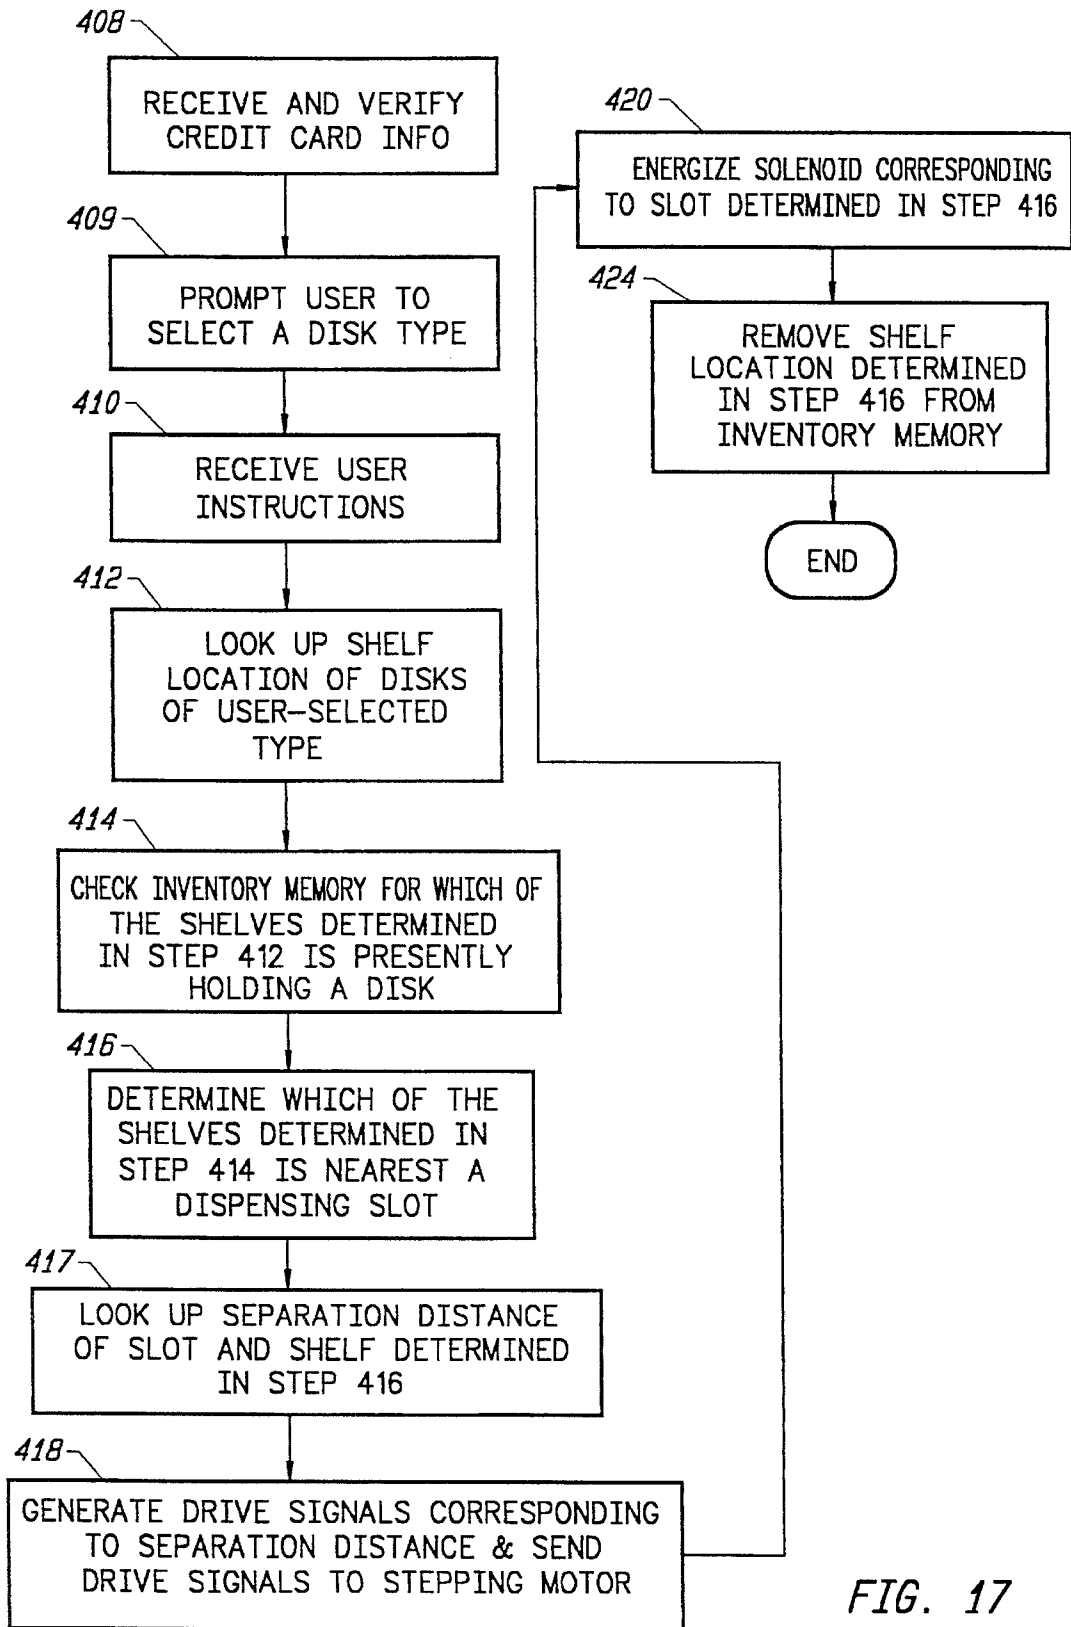 408
RECEIVE AND VERIFY
CREDIT CARD INFO
409
PROMPT USER TO
SELECT A DISK TYPE
410
RECEIVE USER
INSTRUCTIONS
412
LOOK UP SHELF
LOCATION OF DISKS
OF USER-SELECTED
TYPE
414
CHECK INVENTORY MEMORY FOR WHICH OF
THE SHELVES DETERMINED
IN STEP 412 IS PRESENTLY
HOLDING A DISK
416
DETERMINE WHICH OF THE
SHELVES DETERMINED IN
STEP 414 IS NEAREST A
DISPENSING SLOT
417
LOOK UP SEPARATION DISTANCE
OF SLOT AND SHELF DETERMINED
IN STEP 416
418
GENERATE DRIVE SIGNALS CORRESPONDING
TO SEPARATION DISTANCE & SEND
DRIVE SIGNALS TO STEPPING MOTOR
420
ENERGIZE SOLENOID CORRESPONDING
TO SLOT DETERMINED IN STEP 416
424
REMOVE SHELF
LOCATION DETERMINED
IN STEP 416 FROM
INVENTORY MEMORY
END
FIG. 17